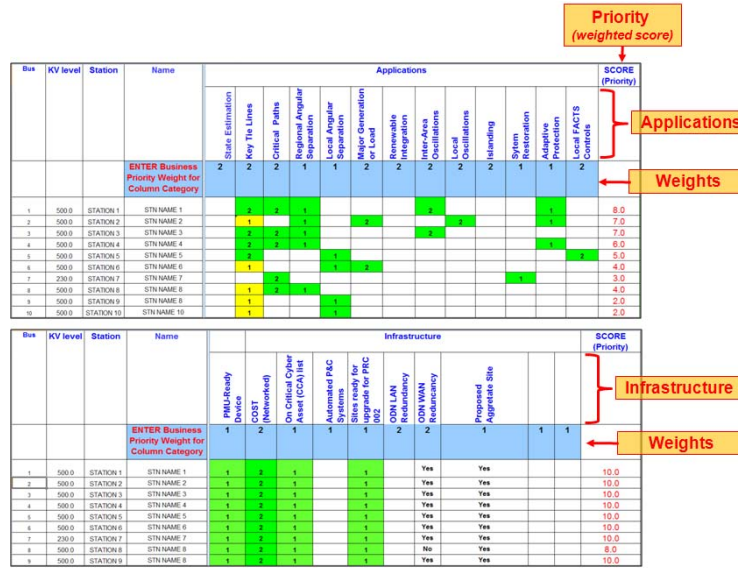 Priority
(weighted score)
Bus KV level Station Name Applications SCORE (Priority)
State Estimation
Key Tie Lines
Critical Paths
Regional Angular Separation
Local Angular Separation
Major Generation or Load
Renewable Integration
Inter-Area Oscillations
Local Oscillations
Islanding
Sytem Restoration
Adaptive Protection
Local FACTS Controls
Applications
ENTER Business Priority Weight for Column Category 2 2 2 1 1 2 2 2 2 2 1 1 2
Weights
1 500.0 STATION 1 STN NAME 1 2 2 1 2 1 8.0
2 500.0 STATION 2 STN NAME 2 1 1 2 2 1 7.0
3 500.0 STATION 3 STN NAME 3 2 2 1 2 7.0
4 500.0 STATION 4 STN NAME 4 2 2 1 1 6.0
5 500.0 STATION 5 STN NAME 5 2 1 2 5.0
6 500.0 STATION 6 STN NAME 6 1 1 2 4.0
7 230.0 STATION 7 STN NAME 7 2 1 3.0
8 500.0 STATION 8 STN NAME 8 1 2 1 4.0
9 500.0 STATION 9 STN NAME 8 1 1 2.0
10 500.0 STATION 10 STN NAME 10 1 1 2.0
Bus KV level Station Name Infrastructure SCORE (Priority)
PMU-Ready Device
COST (Networked)
On Critical Cyber Asset (CCA) list
Automated P&C Systems
Sites ready for upgrade for PRC 002
ODN LAN Redundancy
ODN WAN Reduncancy
Proposed Aggretate Site
Infrastructure
ENTER Business Priority Weight for Column Category 1 2 1 1 1 2 2 1 1 1
Weights
1 500.0 STATION 1 STN NAME 1 1 2 1 1 Yes Yes 10.0
2 500.0 STATION 2 STN NAME 2 1 2 1 1 Yes Yes 10.0
3 500.0 STATION 3 STN NAME 3 1 2 1 1 Yes Yes 10.0
4 500.0 STATION 4 STN NAME 4 1 2 1 1 Yes Yes 10.0
5 500.0 STATION 5 STN NAME 5 1 2 1 1 Yes Yes 10.0
6 500.0 STATION 6 STN NAME 6 1 2 1 1 Yes Yes 10.0
7 230.0 STATION 7 STN NAME 7 1 2 1 1 Yes Yes 10.0
8 500.0 STATION 8 STN NAME 8 1 2 1 1 No Yes 8.0
9 500.0 STATION 9 STN NAME 8 1 2 1 1 Yes Yes 10.0